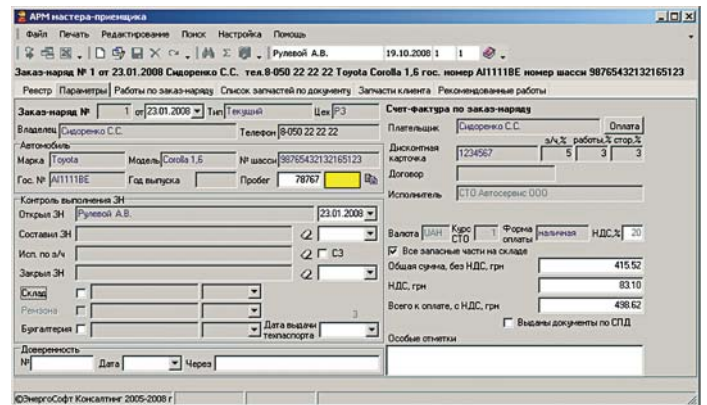 АРМ мастера-приемщика
Файл Печать Редактирование Поиск Настройка Помощь
Рулевой А.В. 19.10.2008 1 1
Заказ-наряд № 1 от 23.01.2008 Сидоренко С.С. тел.8-050 22 22 22 Toyota Corolla 1,6 гос. номер AI1111BE номер шасси 98765432132165123
Реестр Параметры Работы по заказ-наряду Список запчастей по документу Запчасти клиента Рекомендованные работы
Заказ-наряд № 1 от 23.01.2008 Тип Текущий Цех РЗ
Владелец Сидоренко С.С. Телефон 8-050 22 22 22
Автомобиль
Марка Toyota Модель Corolla 1,6 № шасси 98765432132165123
Гос. № AI1111BE Год выпуска Пробег 78767
Контроль выполнения ЗН
Открыл ЗН Рулевой А.В. 23.01.2008
Составил ЗН
Исп. по з/ч СЗ
Закрыл ЗН
Склад
Ревзона 3
Бухгалтерия Дата выдачи техпаспорта
Доверенность
№ Дата Через
Счет-фактура по заказ-наряду
Плательщик Сидоренко С.С. Оплата
з/ч,% работы,% стор,%
Дисконтная карточка 1234567 5 3 3
Договор
Исполнитель СТО Автосервис ООО
Валюта UAH Курс СТО 1 Форма оплаты наличная НДС,% 20
Все запасные части на складе
Общая сумма, без НДС, грн 415.52
НДС, грн 83.10
Всего к оплате, с НДС, грн 498.62
Выданы документы по СПД
Особые отметки
©ЭнергоСофт Консалтинг 2005-2008 г